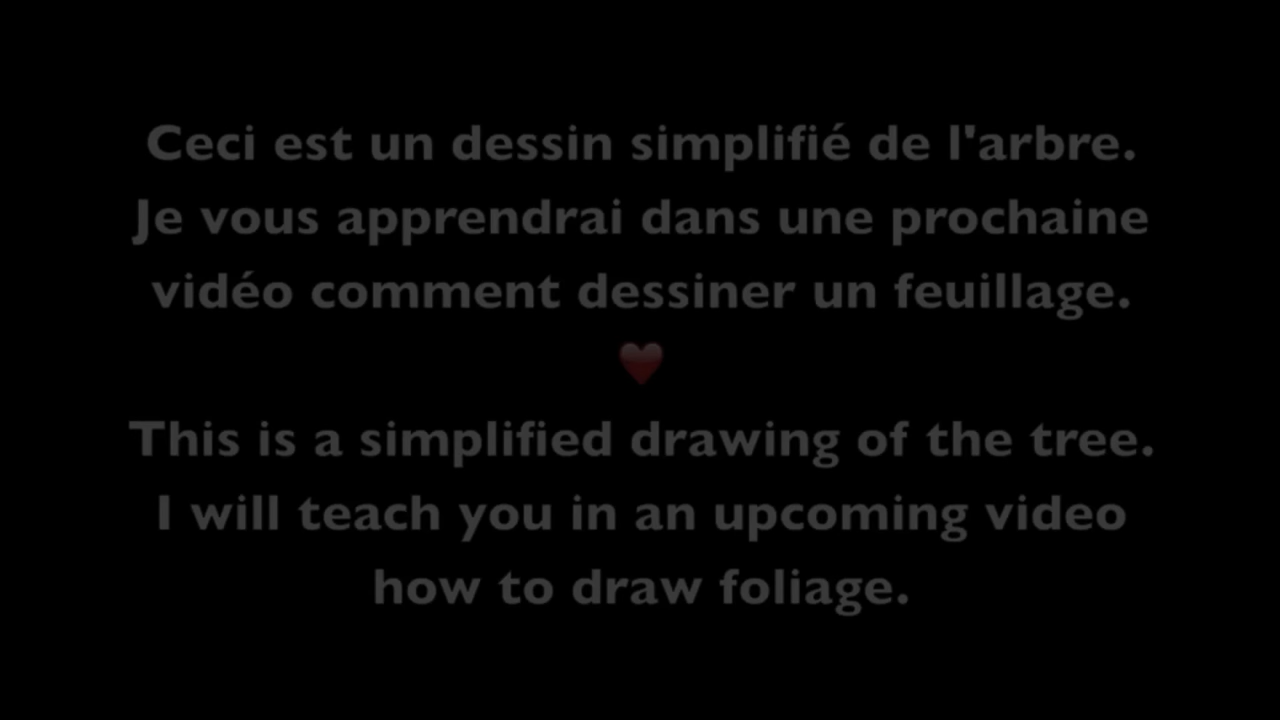 Ceci est un dessin simplifié de l'arbre.
Je vous apprendrai dans une prochaine
vidéo comment dessiner un feuillage.
♥
This is a simplified drawing of the tree.
I will teach you in an upcoming video
how to draw foliage.